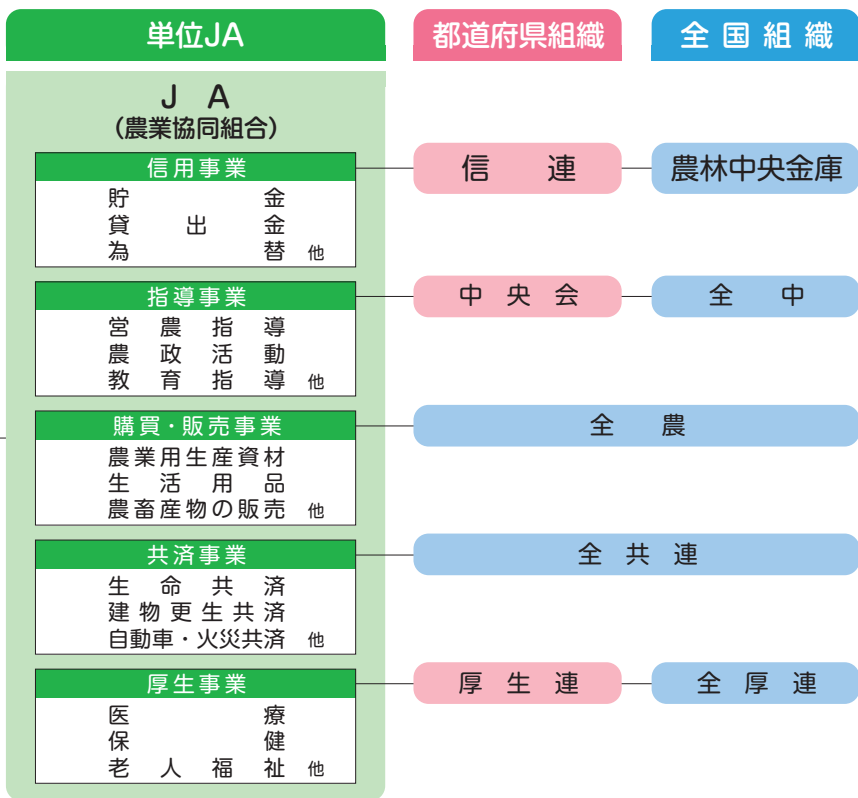 単位JA
都道府県組織
全国組織
JA
(農業協同組合)
信用事業
貯金
貸出金
為替 他
信連
農林中央金庫
指導事業
営農指導
農政活動
教育指導 他
中央会
全中
購買・販売事業
農業用生産資材
生活用品
農畜産物の販売 他
全農
共済事業
生命共済
建物更生共済
自動車・火災共済 他
全共連
厚生事業
医療
保健
老人福祉 他
厚生連
全厚連